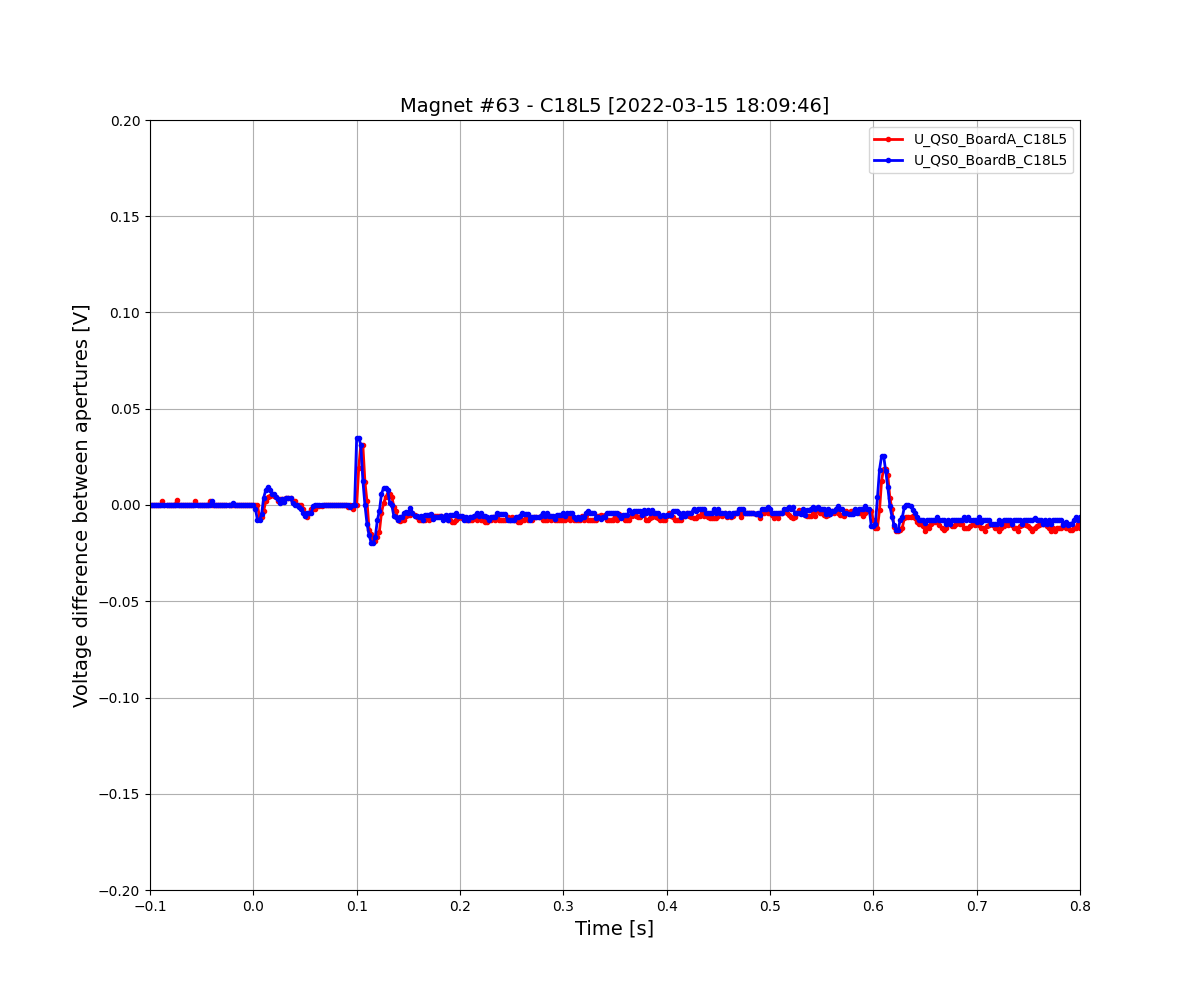 Magnet #63 - C18L5 [2022-03-15 18:09:46]
U_QS0_BoardA_C18L5
U_QS0_BoardB_C18L5
Voltage difference between apertures [V]
0.20
0.15
0.10
0.05
0.00
−0.05
−0.10
−0.15
−0.20
−0.1 0.0 0.1 0.2 0.3 0.4 0.5 0.6 0.7 0.8
Time [s]